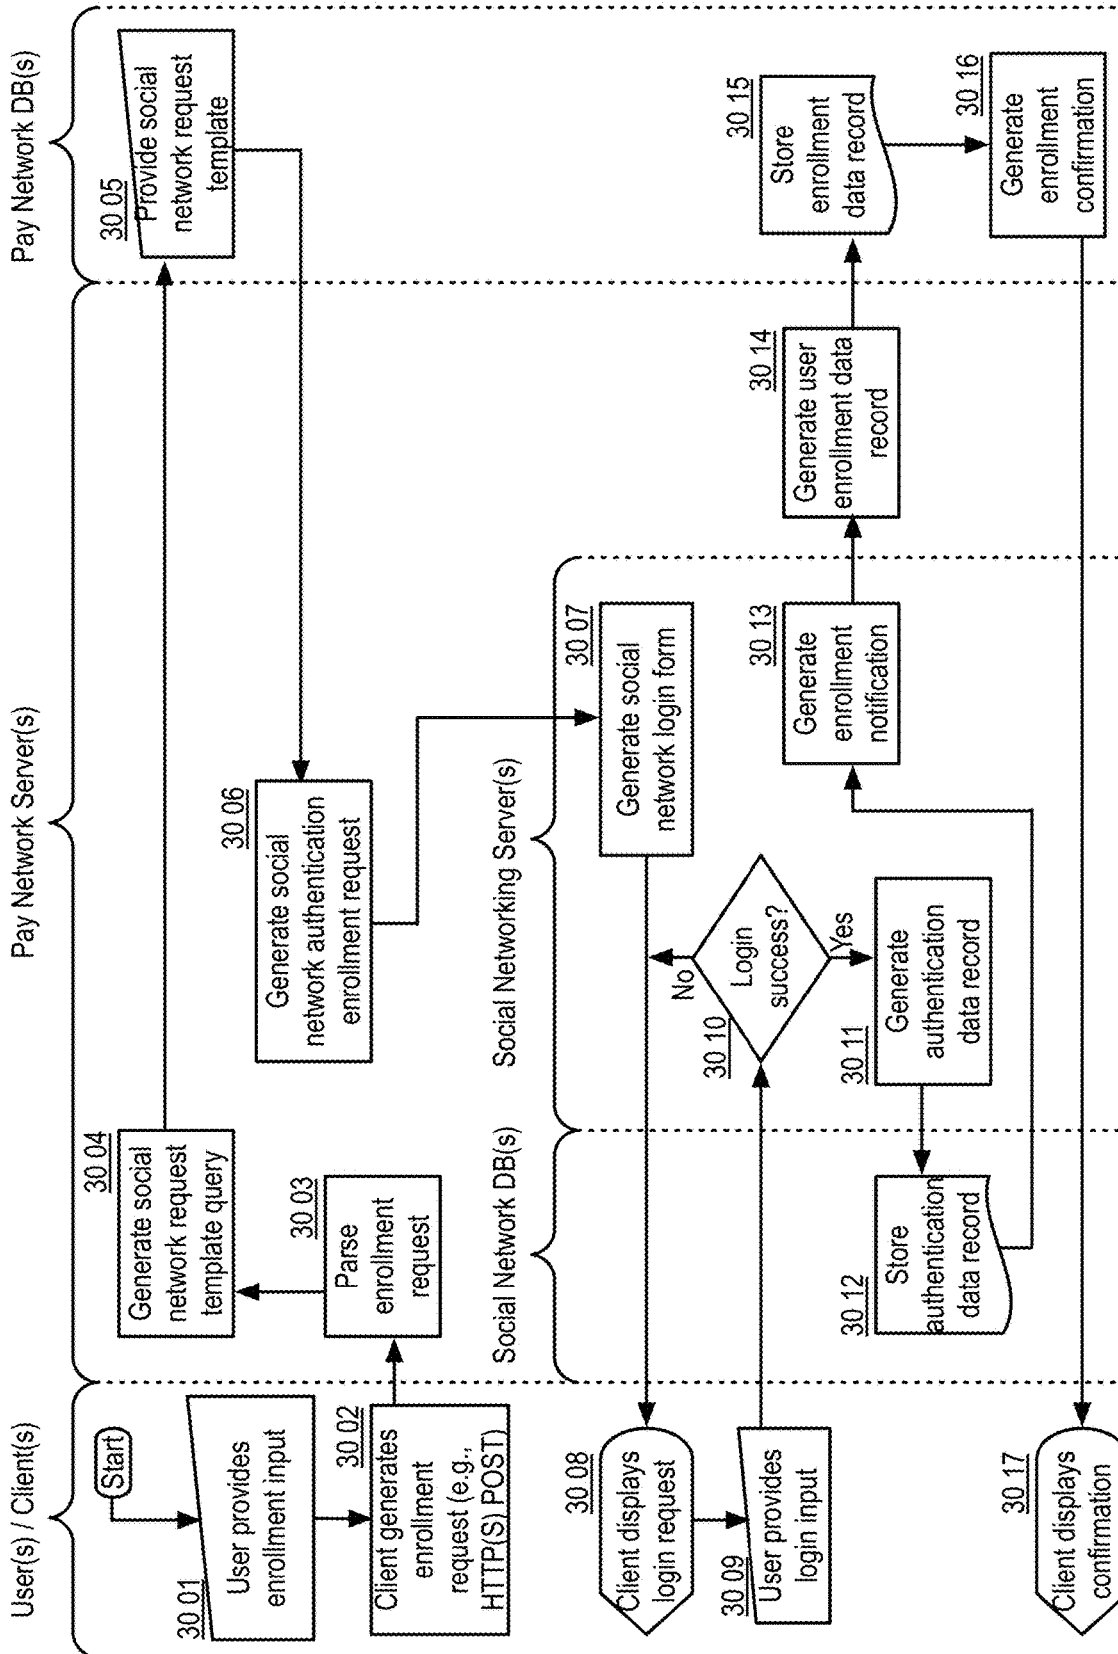 User(s) / Client(s)
Pay Network Server(s)
Pay Network DB(s)
Start
30 01
User provides
enrollment input
30 02
Client generates
enrollment
request (e.g.,
HTTP(S) POST)
30 03
Parse
enrollment
request
30 04
Generate social
network request
template query
30 05
Provide social
network request
template
30 06
Generate social
network authentication
enrollment request
Social Network DB(s)
Social Networking Server(s)
30 07
Generate social
network login form
30 08
Client displays
login request
30 09
User provides
login input
30 10
Login
success?
No
Yes
30 11
Generate
authentication
data record
30 12
Store
authentication
data record
30 13
Generate
enrollment
notification
30 14
Generate user
enrollment data
record
30 15
Store
enrollment
data record
30 16
Generate
enrollment
confirmation
30 17
Client displays
confirmation